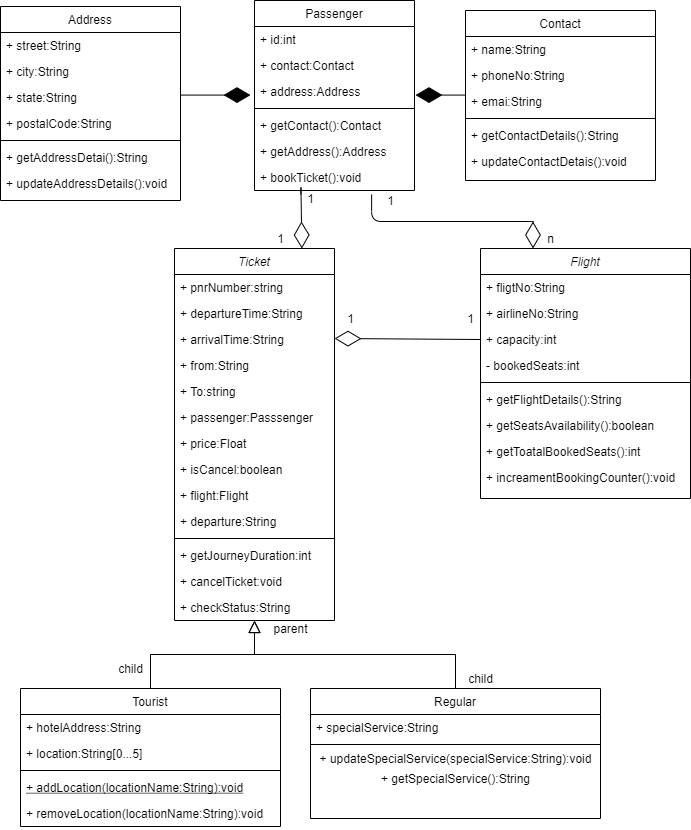 Address
+ street:String
+ city:String
+ state:String
+ postalCode:String
+ getAddressDetai():String
+ updateAddressDetails():void
Passenger
+ id:int
+ contact:Contact
+ address:Address
+ getContact():Contact
+ getAddress():Address
+ bookTicket():void
Contact
+ name:String
+ phoneNo:String
+ emai:String
+ getContactDetails():String
+ updateContactDetais():void
1
1
1
n
Ticket
+ pnrNumber:string
+ departureTime:String
+ arrivalTime:String
+ from:String
+ To:string
+ passenger:Passsenger
+ price:Float
+ isCancel:boolean
+ flight:Flight
+ departure:String
+ getJourneyDuration:int
+ cancelTicket:void
+ checkStatus:String
1
1
Flight
+ fligtNo:String
+ airlineNo:String
+ capacity:int
- bookedSeats:int
+ getFlightDetails():String
+ getSeatsAvailability():boolean
+ getToatalBookedSeats():int
+ increamentBookingCounter():void
parent
child
child
Tourist
+ hotelAddress:String
+ location:String[0...5]
+ addLocation(locationName:String):void
+ removeLocation(locationName:String):void
Regular
+ specialService:String
+ updateSpecialService(specialService:String):void
+ getSpecialService():String